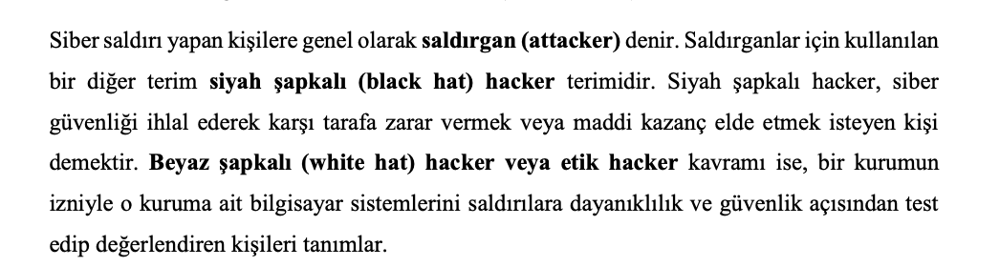 Siber saldırı yapan kişilere genel olarak saldırgan (attacker) denir. Saldırganlar için kullanılan
bir diğer terim siyah şapkalı (black hat) hacker terimidir. Siyah şapkalı hacker, siber
güvenliği ihlal ederek karşı tarafa zarar vermek veya maddi kazanç elde etmek isteyen kişi
demektir. Beyaz şapkalı (white hat) hacker veya etik hacker kavramı ise, bir kurumun
izniyle o kuruma ait bilgisayar sistemlerini saldırılara dayanıklılık ve güvenlik açısından test
edip değerlendiren kişileri tanımlar.